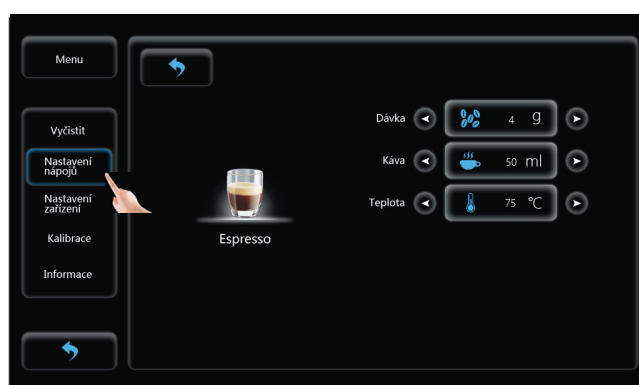 Menu
Vyčistit
Nastavení
nápojů
Nastavení
zařízení
Kalibrace
Informace
Espresso
Dávka 4 g
Káva 50 ml
Teplota 75 °C